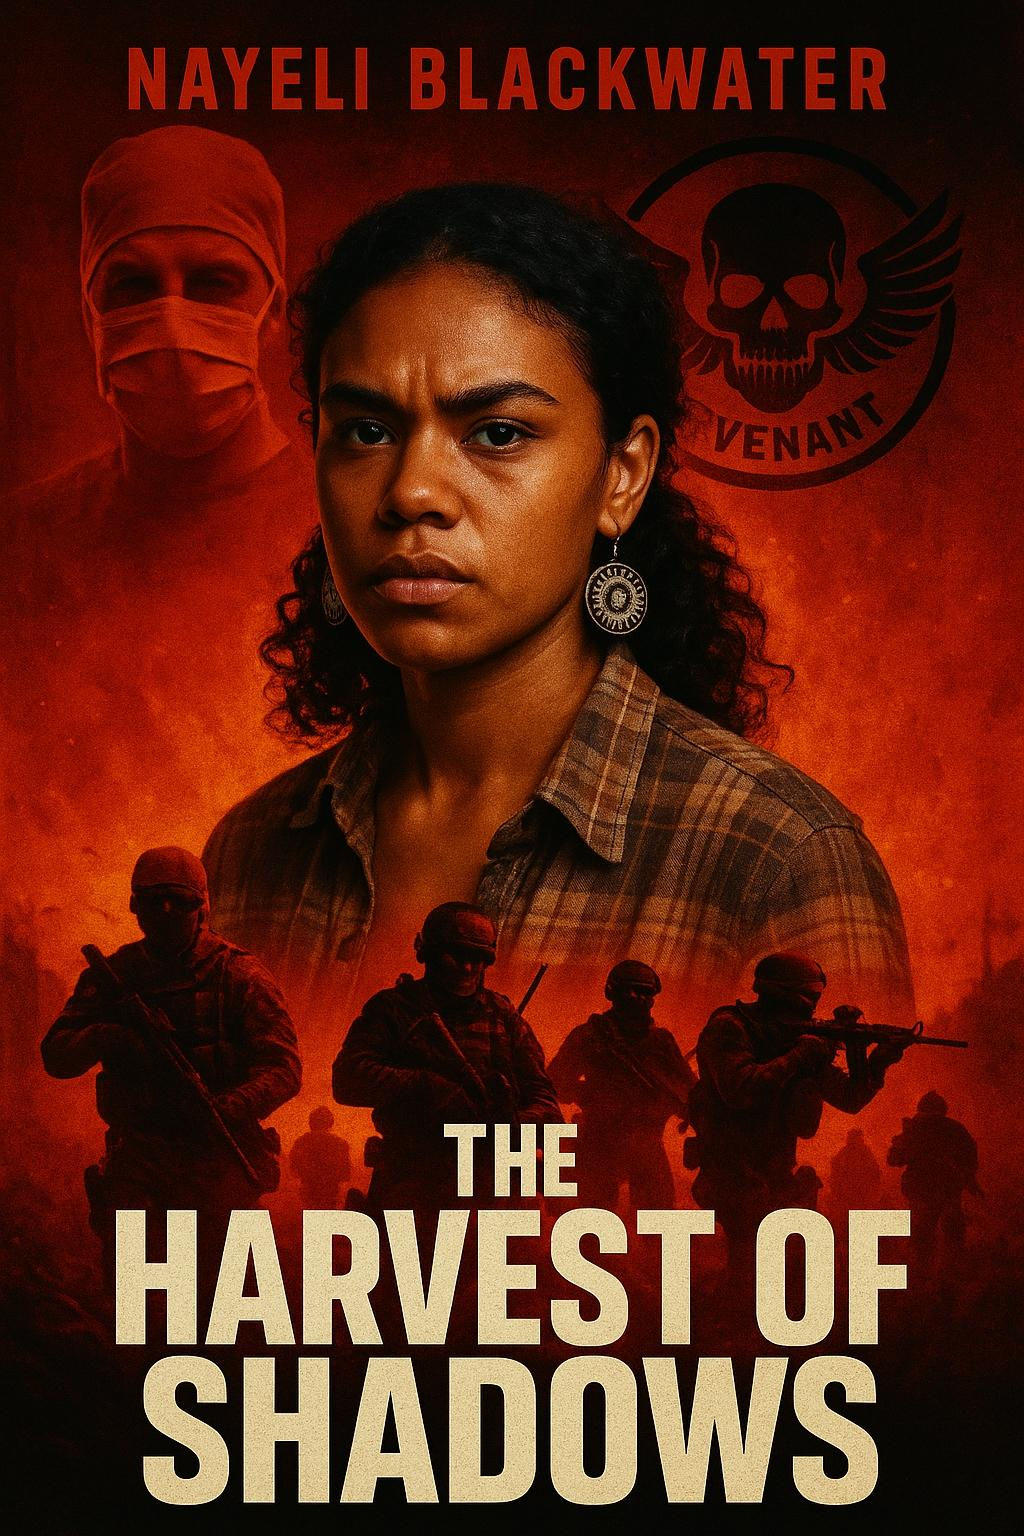 NAYELI BLACKWATER
VENANT
THE
HARVEST OF
SHADOWS